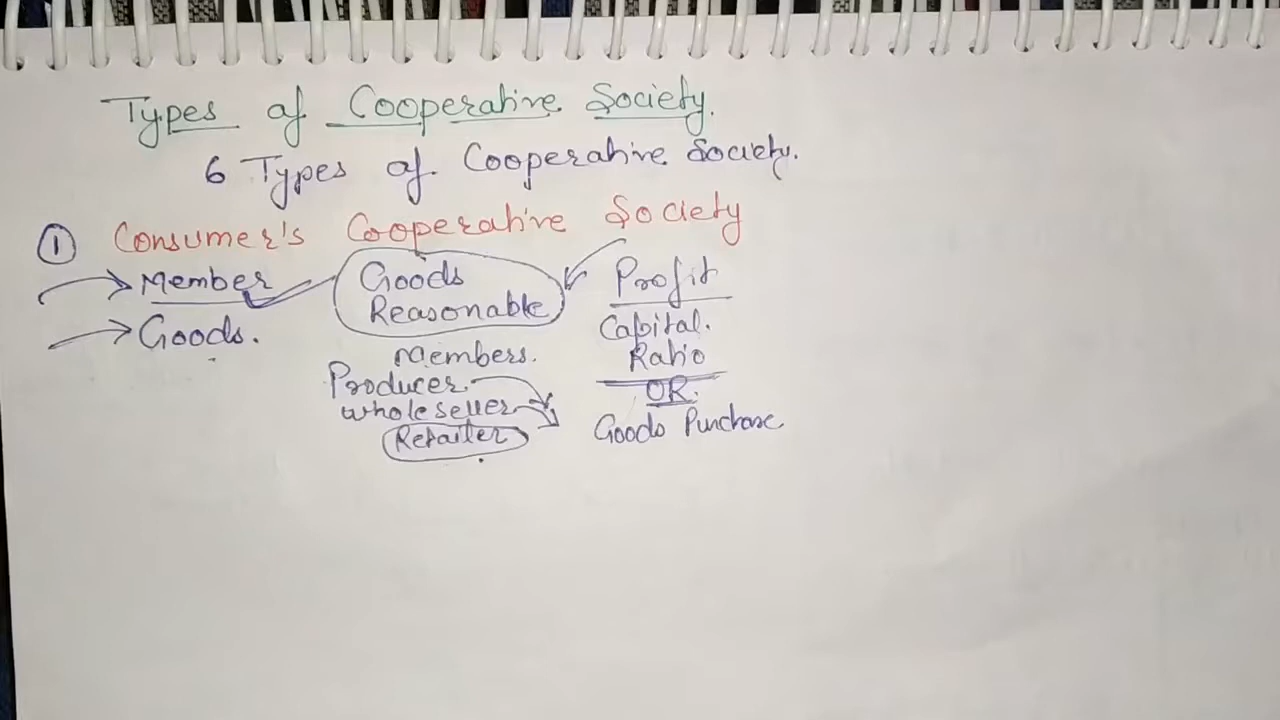 Types of Cooperative Society.
6 Types of Cooperative Society.
① Consumer's Cooperative Society
Member
Goods.
Goods
Reasonable
Members.
Producer
wholeseller
Retailer
Profit
Capital.
Ratio
OR.
Goods Purchase